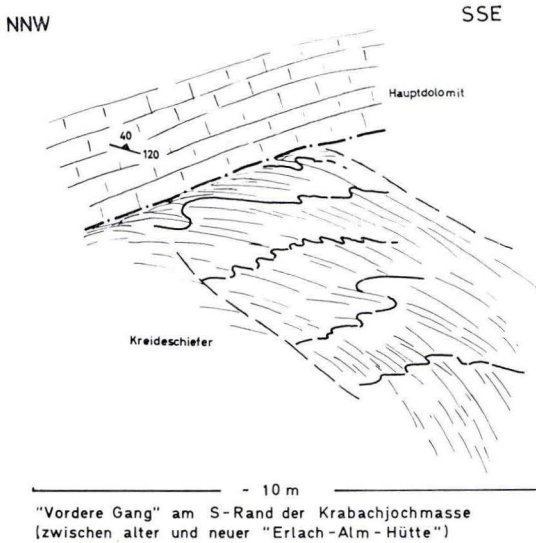 NNW
SSE
Hauptdolomit
40
120
Kreideschiefer
~ 10 m
"Vordere Gang" am S-Rand der Krabachjochmasse
(zwischen alter und neuer "Erlach-Alm-Hütte")